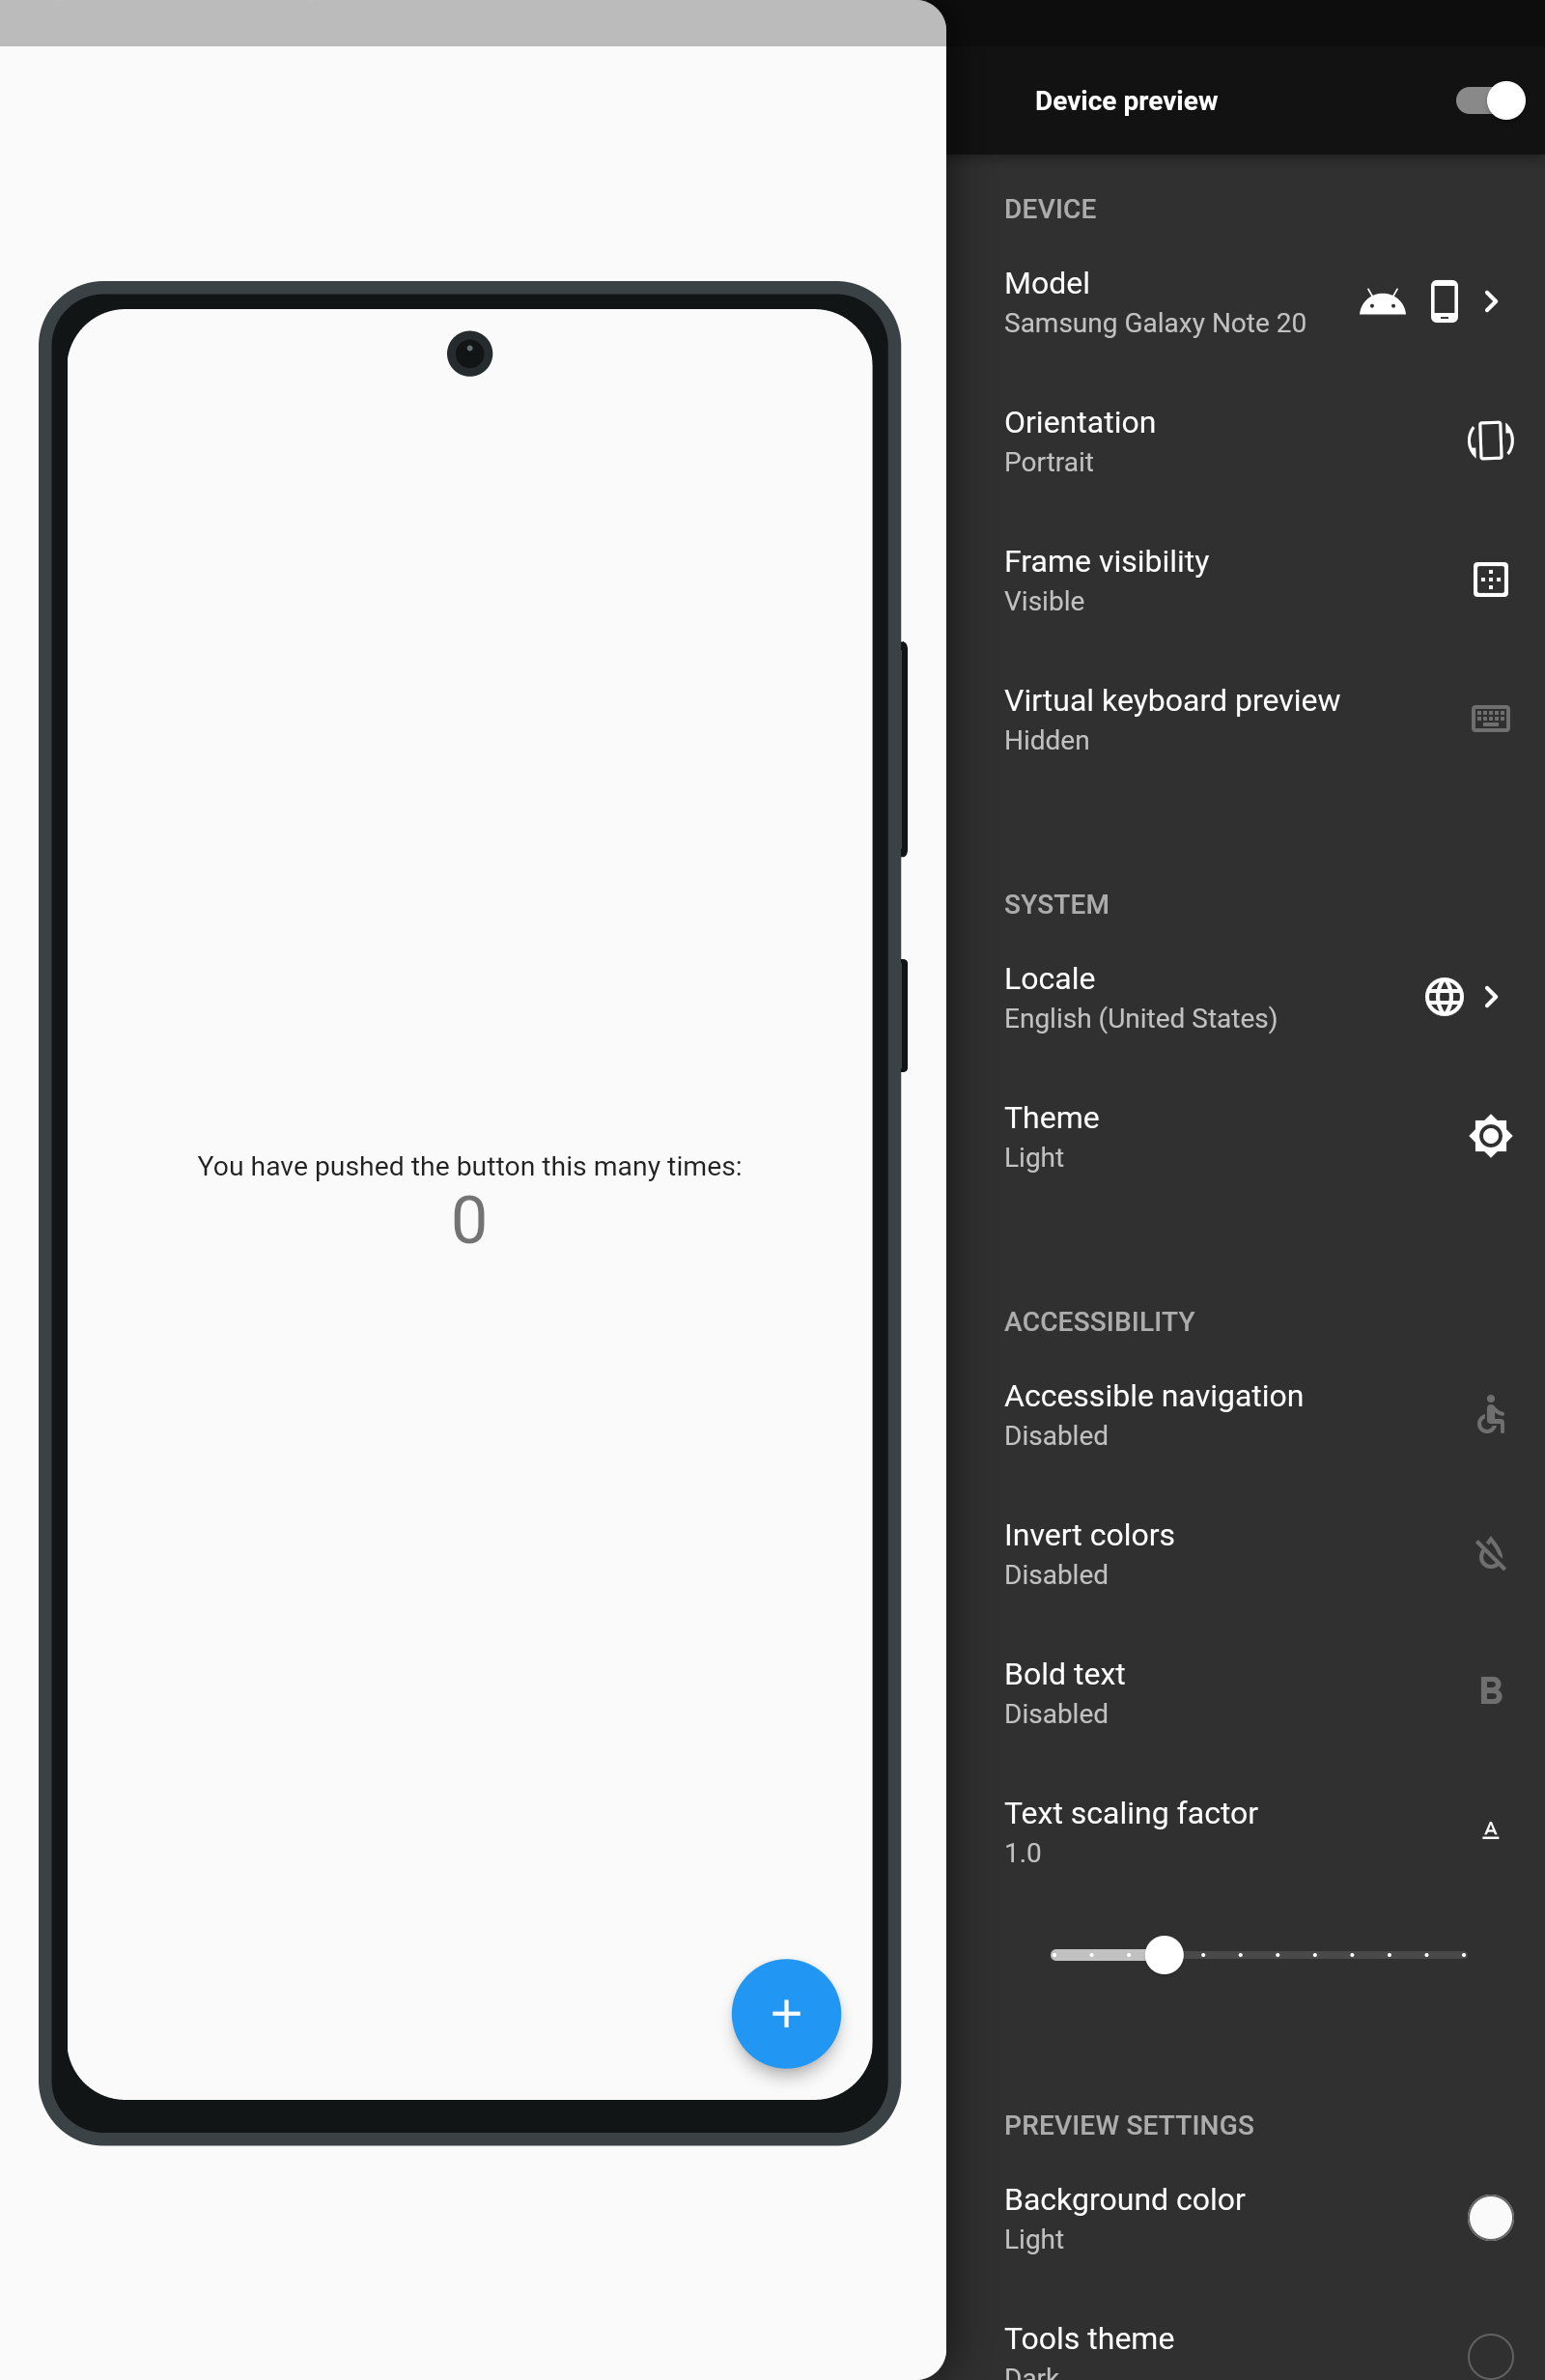 Device preview
DEVICE
Model
Samsung Galaxy Note 20
Orientation
Portrait
Frame visibility
Visible
Virtual keyboard preview
Hidden
SYSTEM
Locale
English (United States)
Theme
Light
You have pushed the button this many times:
0
ACCESSIBILITY
Accessible navigation
Disabled
Invert colors
Disabled
Bold text
Disabled
B
Text scaling factor
1.0
A
PREVIEW SETTINGS
Background color
Light
Tools theme
Dark